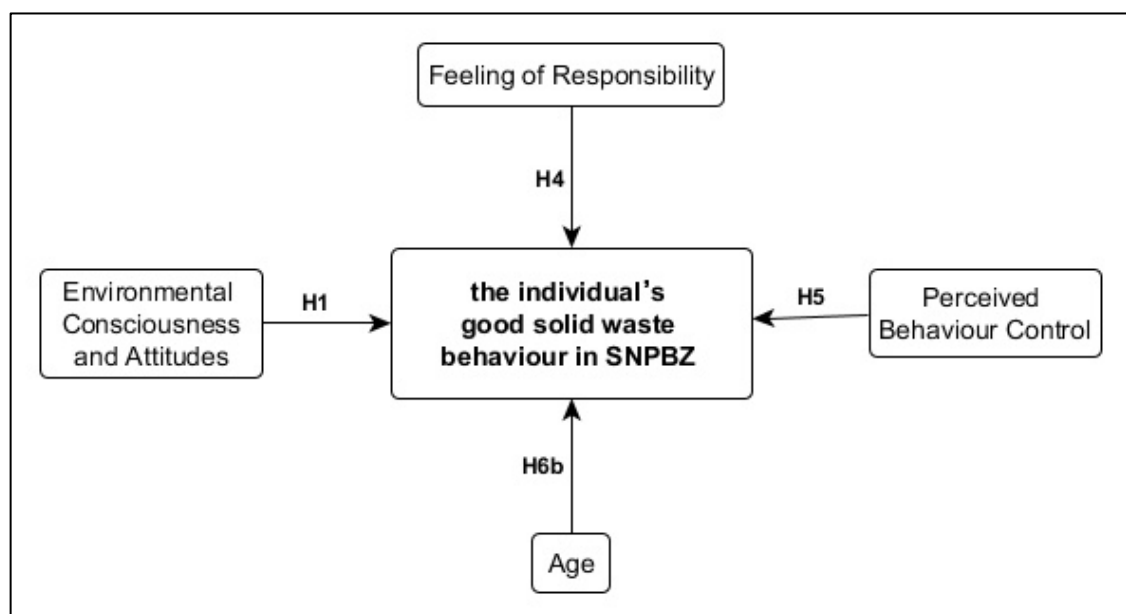 Feeling of Responsibility
H4
Environmental
Consciousness
and Attitudes
H1
the individual’s
good solid waste
behaviour in SNPBZ
H5
Perceived
Behaviour Control
H6b
Age